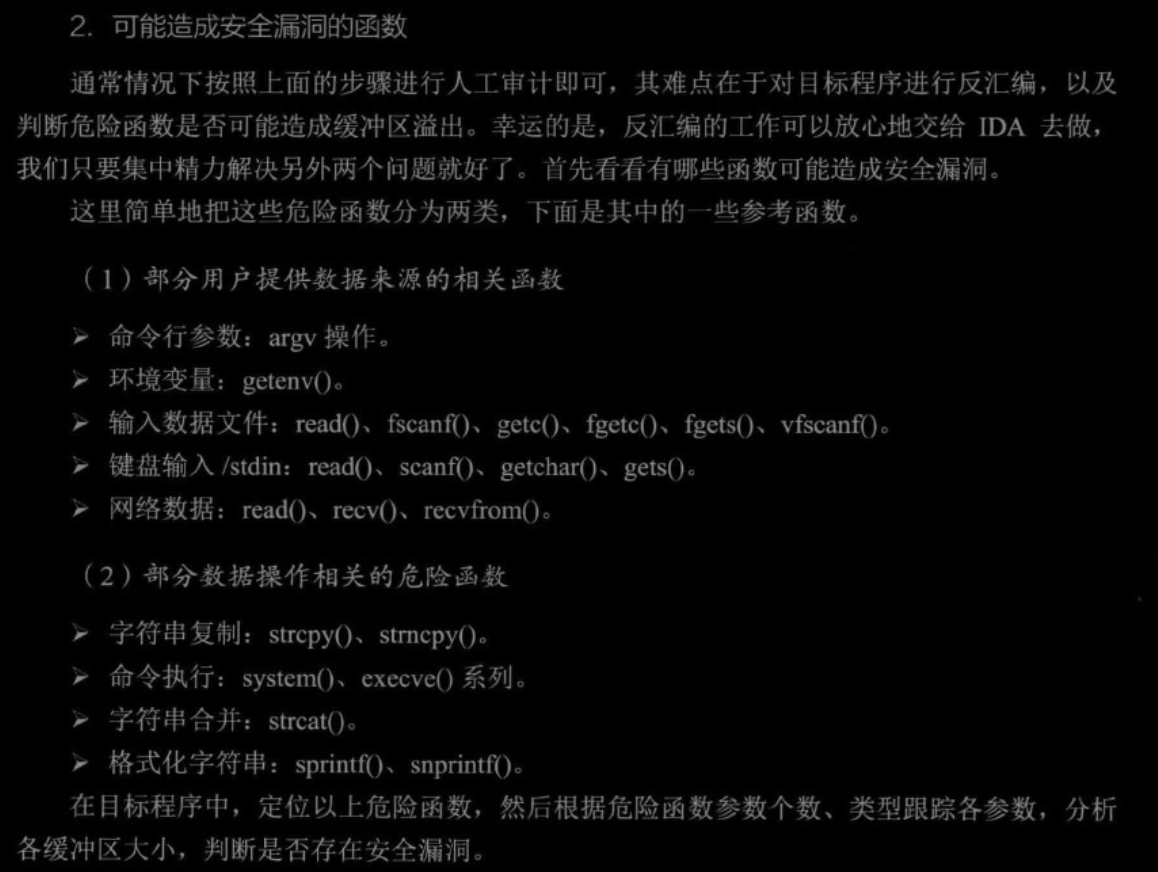 2. 可能造成安全漏洞的函数
通常情况下按照上面的步骤进行人工审计即可，其难点在于对目标程序进行反汇编，以及
判断危险函数是否可能造成缓冲区溢出。幸运的是，反汇编的工作可以放心地交给 IDA 去做，
我们只要集中精力解决另外两个问题就好了。首先看看有哪些函数可能造成安全漏洞。
这里简单地把这些危险函数分为两类，下面是其中的一些参考函数。
（1）部分用户提供数据来源的相关函数
➢ 命令行参数：argv 操作。
➢ 环境变量：getenv()。
➢ 输入数据文件：read()、fscanf()、getc()、fgetc()、fgets()、vfscanf()。
➢ 键盘输入 /stdin：read()、scanf()、getchar()、gets()。
➢ 网络数据：read()、recv()、recvfrom()。
（2）部分数据操作相关的危险函数
➢ 字符串复制：strcpy()、strncpy()。
➢ 命令执行：system()、execve() 系列。
➢ 字符串合并：strcat()。
➢ 格式化字符串：sprintf()、snprintf()。
在目标程序中，定位以上危险函数，然后根据危险函数参数个数、类型跟踪各参数，分析
各缓冲区大小，判断是否存在安全漏洞。